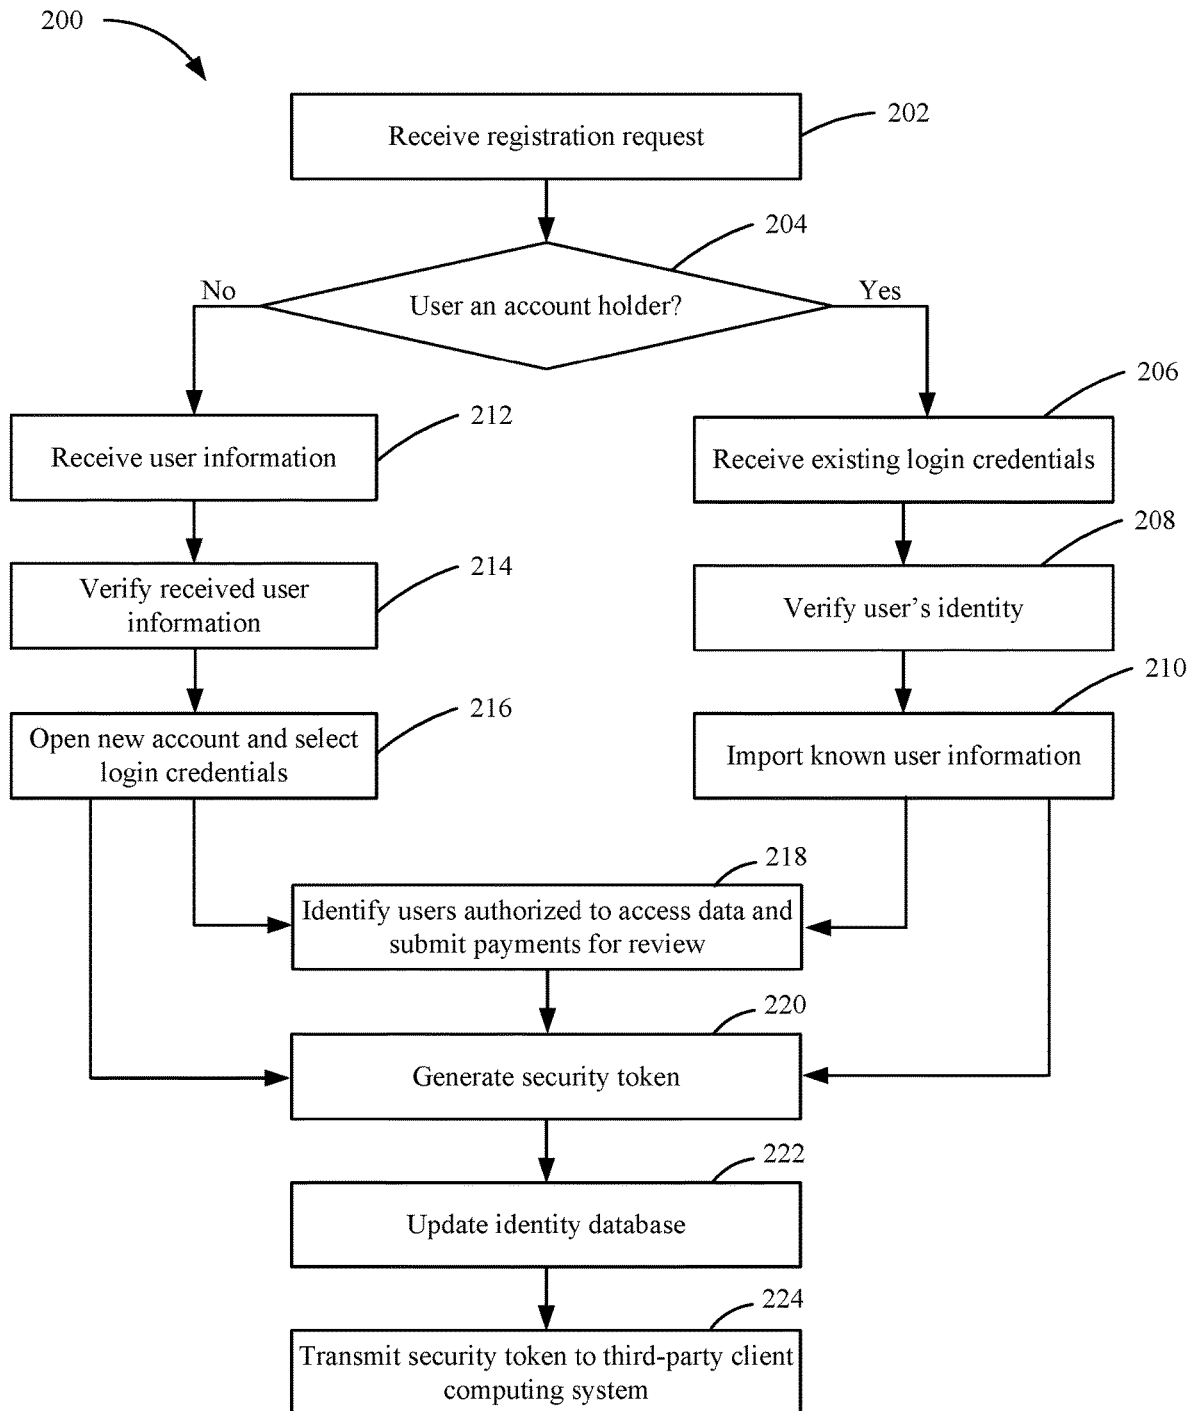 200
Receive registration request
202
204
User an account holder?
No
Yes
206
212
Receive user information
Receive existing login credentials
208
214
Verify received user
information
Verify user's identity
210
216
Open new account and select
login credentials
Import known user information
218
Identify users authorized to access data and
submit payments for review
220
Generate security token
222
Update identity database
224
Transmit security token to third-party client
computing system